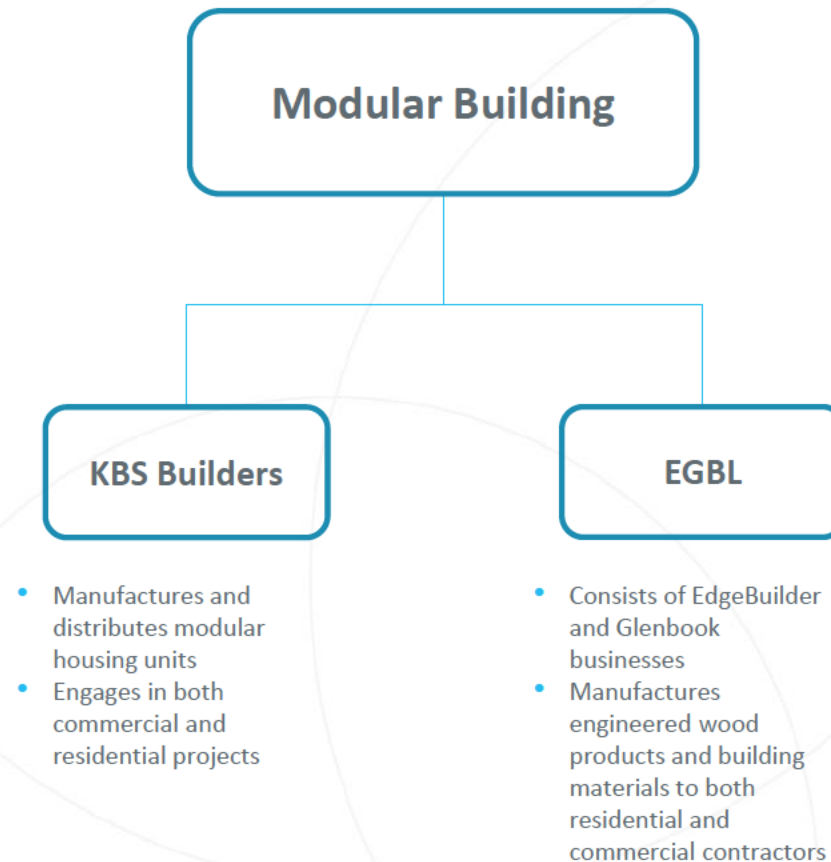 Modular Building
KBS Builders
EGBL
• Manufactures and
distributes modular
housing units
• Engages in both
commercial and
residential projects
• Consists of EdgeBuilder
and Glenbook
businesses
• Manufactures
engineered wood
products and building
materials to both
residential and
commercial contractors